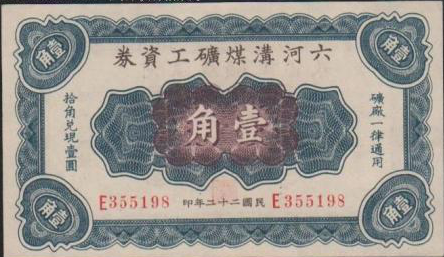 六河溝煤礦工資券
壹角
壹角
壹角
礦廠一律通用
拾角兌現壹圓
E355198
E355198
民國二十二年印
壹角
壹角